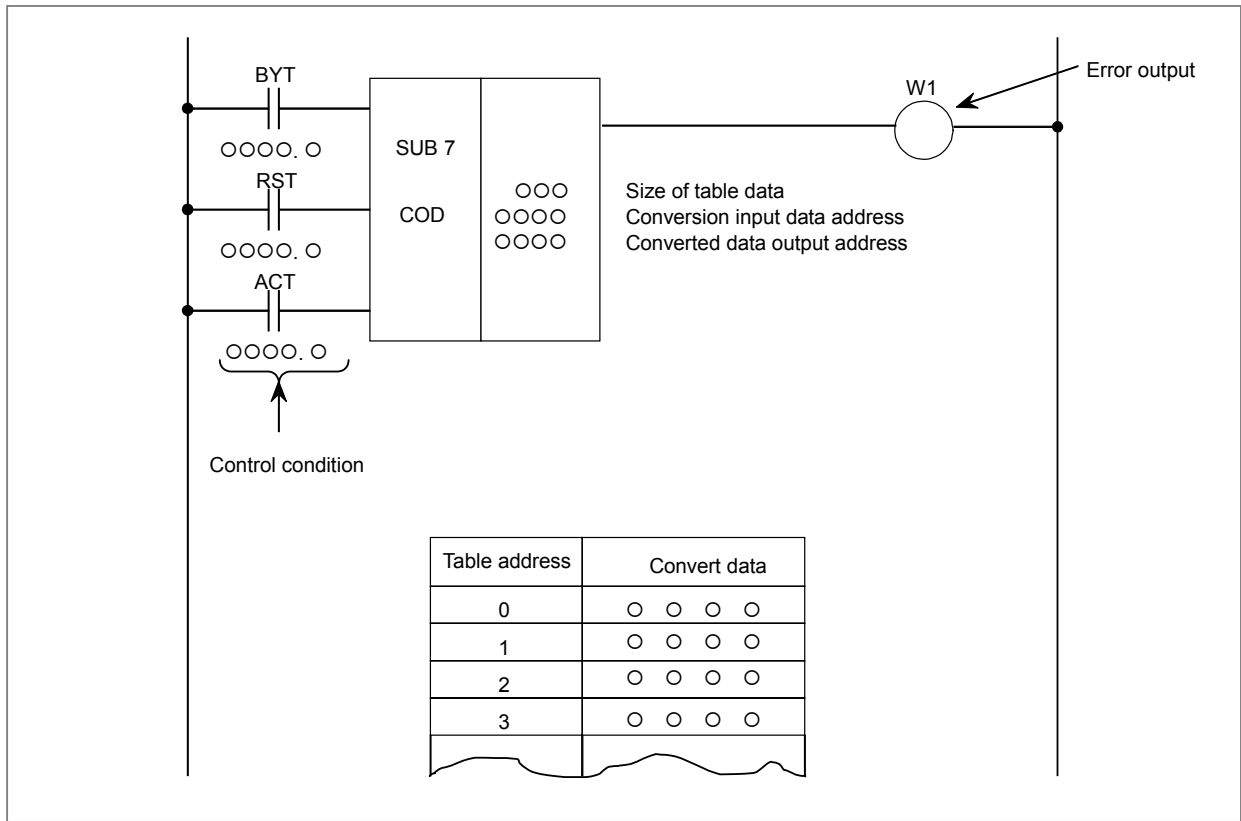 BYT
○○○○. ○
RST
○○○○. ○
ACT
○○○○. ○
Control condition
SUB 7
COD
○○○
○○○○
○○○○
Size of table data
Conversion input data address
Converted data output address
W1
Error output
Table address Convert data
0 ○ ○ ○ ○
1 ○ ○ ○ ○
2 ○ ○ ○ ○
3 ○ ○ ○ ○